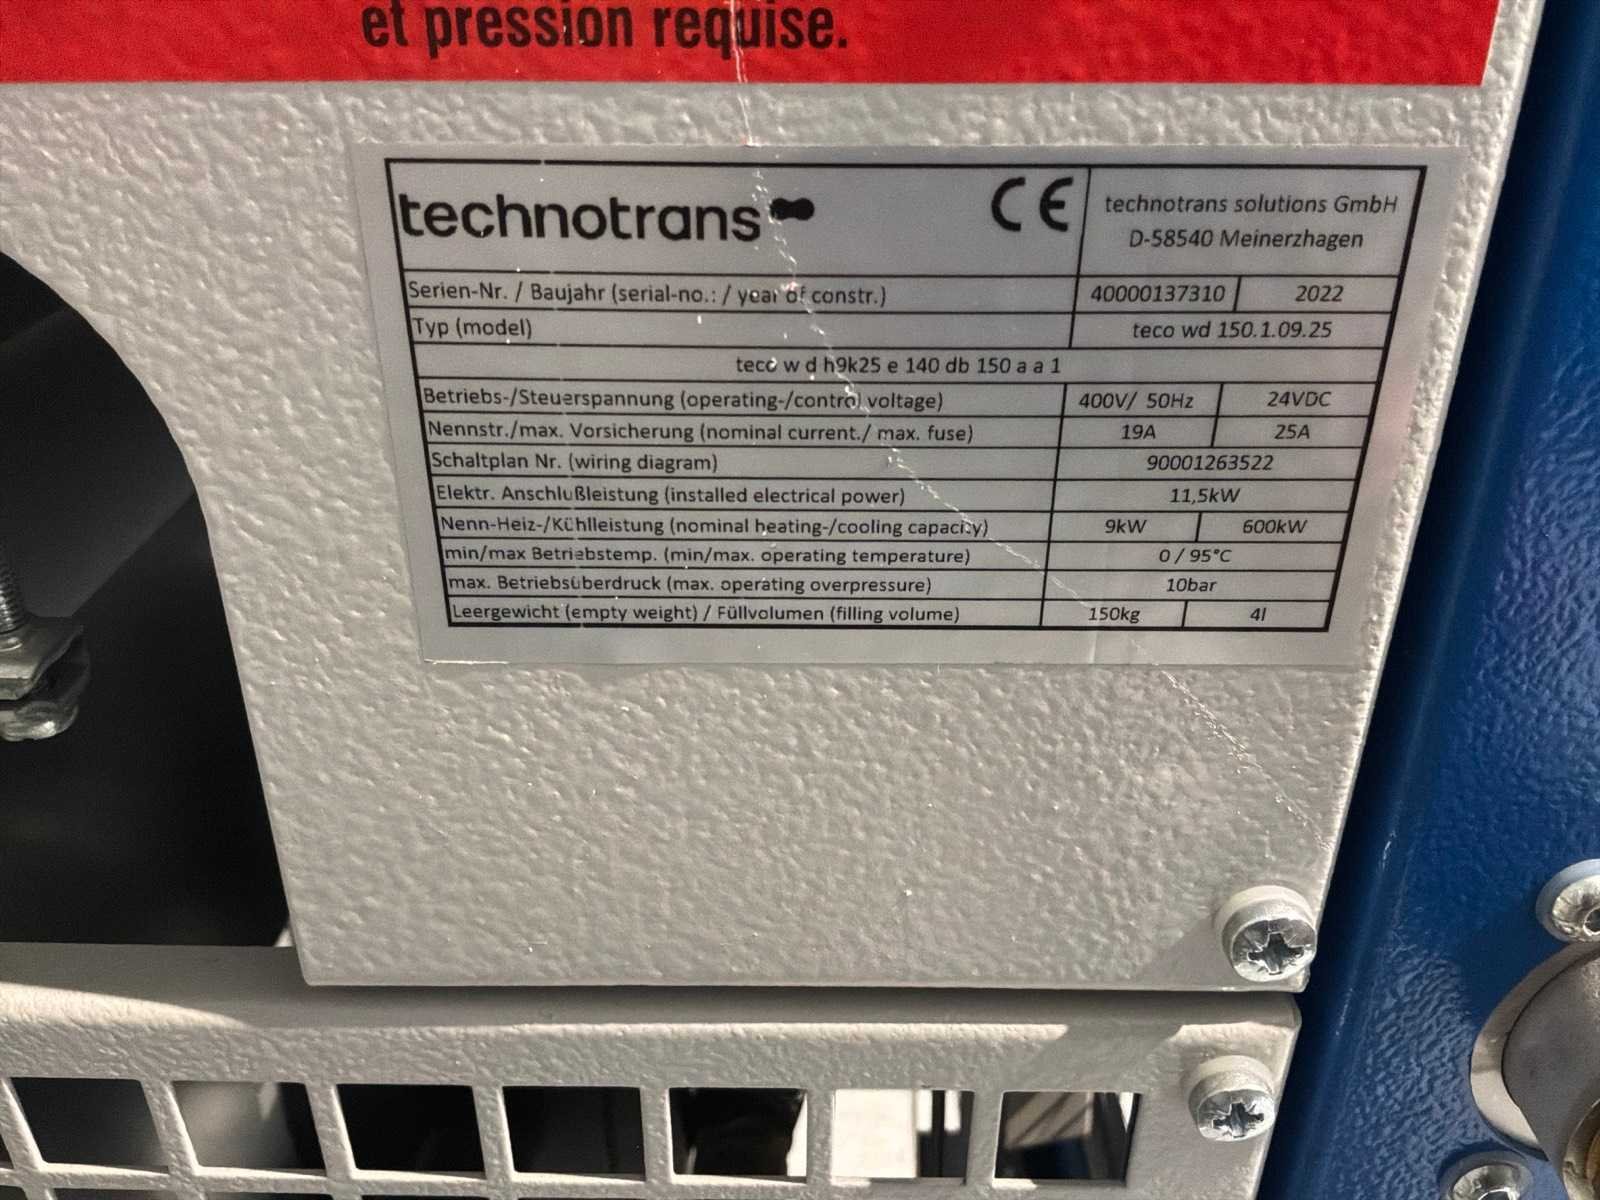 et pression requise.
technotrans CE technotrans solutions GmbH
D-58540 Meinerzhagen
Serien-Nr. / Baujahr (serial-no.: / year of constr.) 40000137310 2022
Typ (model) teco wd 150.1.09.25
teco w d h9k25 e 140 db 150 a a 1
Betriebs-/Steuerspannung (operating-/control voltage) 400V/ 50Hz 24VDC
Nennstr./max. Vorsicherung (nominal current./ max. fuse) 19A 25A
Schaltplan Nr. (wiring diagram) 90001263522
Elektr. Anschlußleistung (installed electrical power) 11,5kW
Nenn-Heiz-/Kühlleistung (nominal heating-/cooling capacity) 9kW 600kW
min/max Betriebstemp. (min/max. operating temperature) 0 / 95°C
max. Betriebsüberdruck (max. operating overpressure) 10bar
Leergewicht (empty weight) / Füllvolumen (filling volume) 150kg 4l